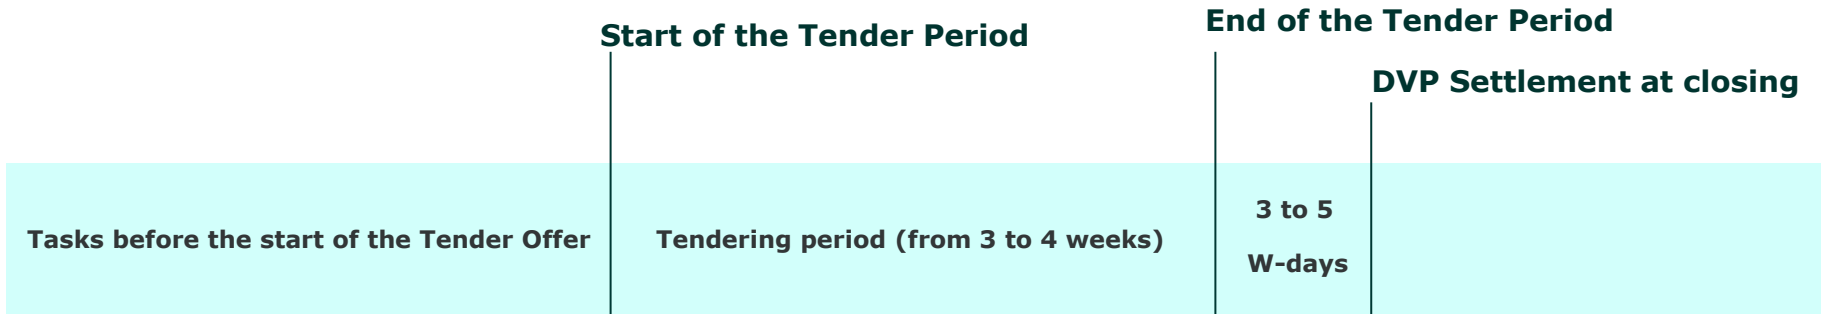 Start of the Tender Period
End of the Tender Period
DVP Settlement at closing
Tasks before the start of the Tender Offer
Tendering period (from 3 to 4 weeks)
3 to 5
W-days